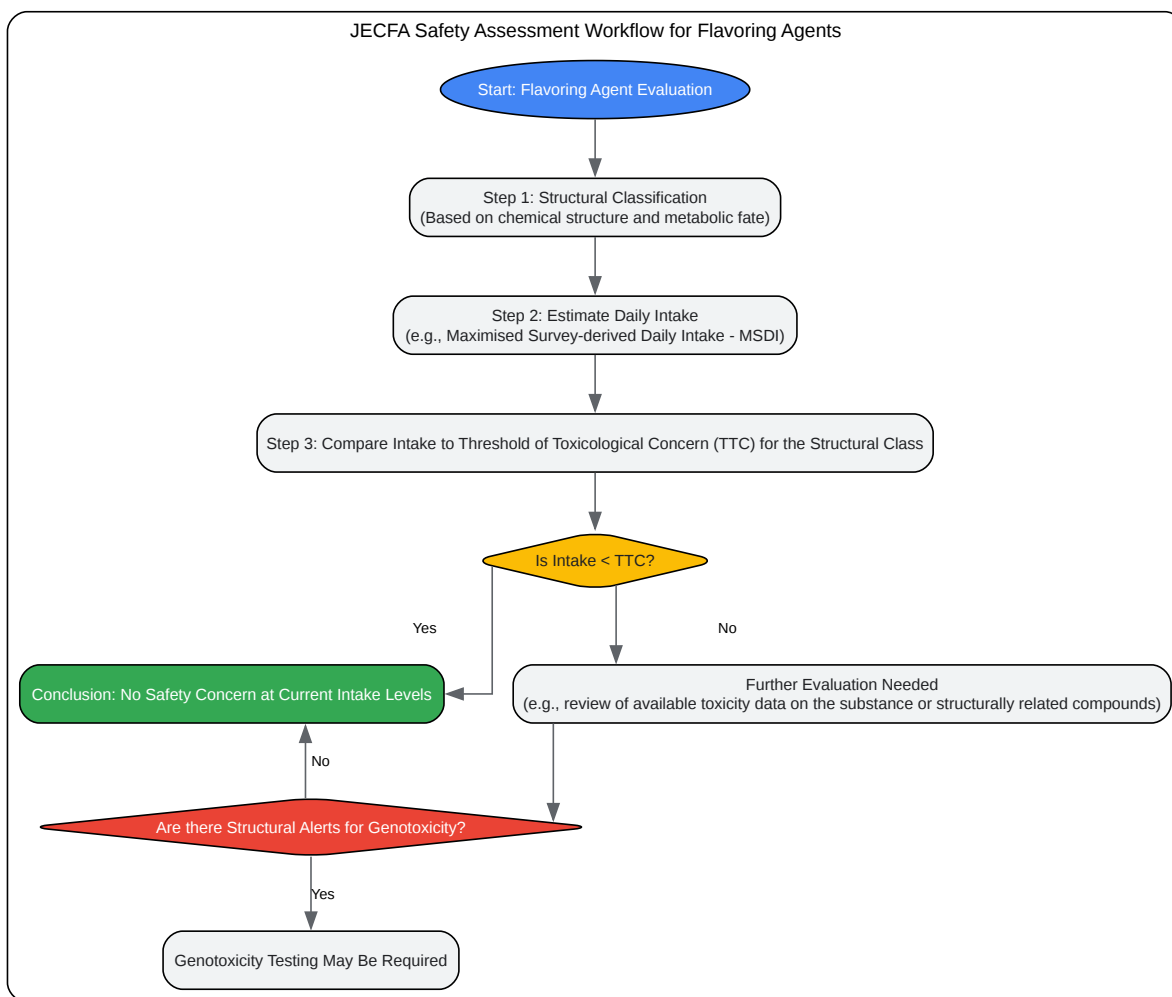 JECFA Safety Assessment Workflow for Flavoring Agents
Start: Flavoring Agent Evaluation
Step 1: Structural Classification
(Based on chemical structure and metabolic fate)
Step 2: Estimate Daily Intake
(e.g., Maximised Survey-derived Daily Intake - MSDI)
Step 3: Compare Intake to Threshold of Toxicological Concern (TTC) for the Structural Class
Is Intake < TTC?
Yes
No
Conclusion: No Safety Concern at Current Intake Levels
Further Evaluation Needed
(e.g., review of available toxicity data on the substance or structurally related compounds)
No
Are there Structural Alerts for Genotoxicity?
Yes
Genotoxicity Testing May Be Required